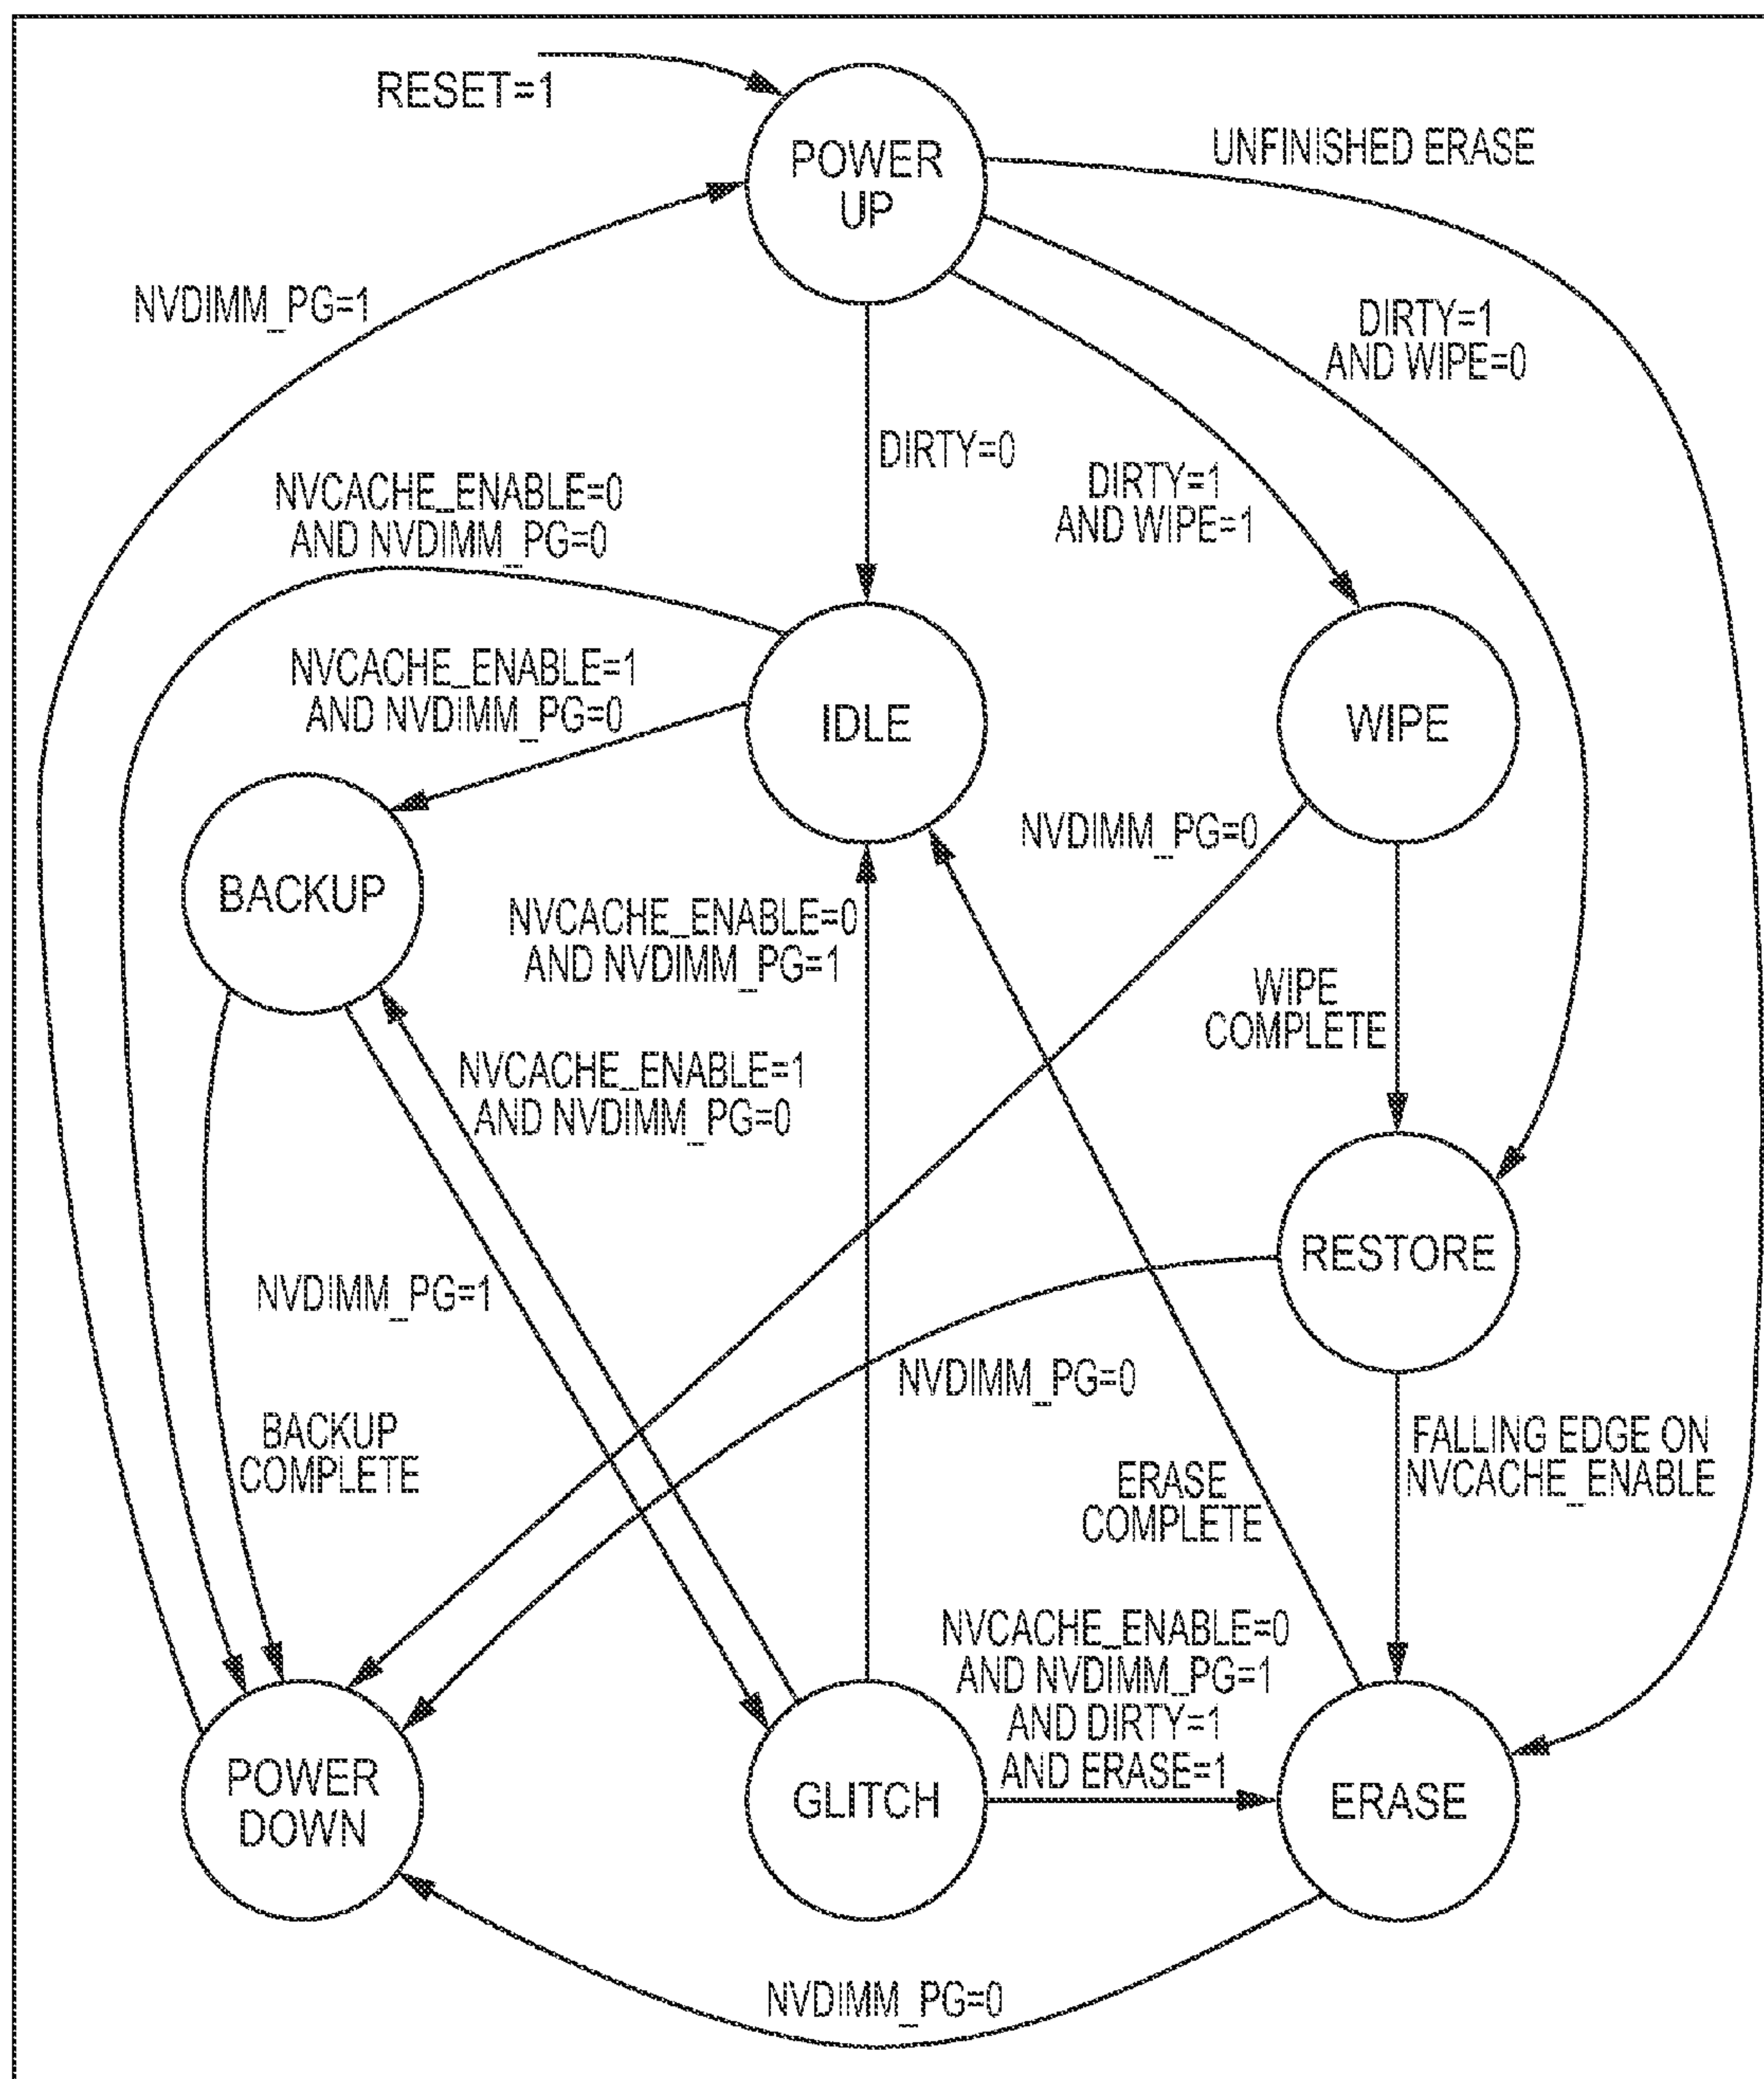 RESET=1
POWER
UP
UNFINISHED ERASE
NVDIMM_PG=1
DIRTY=1
AND WIPE=0
DIRTY=0
DIRTY=1
AND WIPE=1
NVCACHE_ENABLE=0
AND NVDIMM_PG=0
NVCACHE_ENABLE=1
AND NVDIMM_PG=0
IDLE
WIPE
NVDIMM_PG=0
BACKUP
NVCACHE_ENABLE=0
AND NVDIMM_PG=1
WIPE
COMPLETE
NVCACHE_ENABLE=1
AND NVDIMM_PG=0
RESTORE
NVDIMM_PG=1
NVDIMM_PG=0
BACKUP
COMPLETE
FALLING EDGE ON
NVCACHE_ENABLE
ERASE
COMPLETE
NVCACHE_ENABLE=0
AND NVDIMM_PG=1
AND DIRTY=1
AND ERASE=1
POWER
DOWN
GLITCH
ERASE
NVDIMM_PG=0